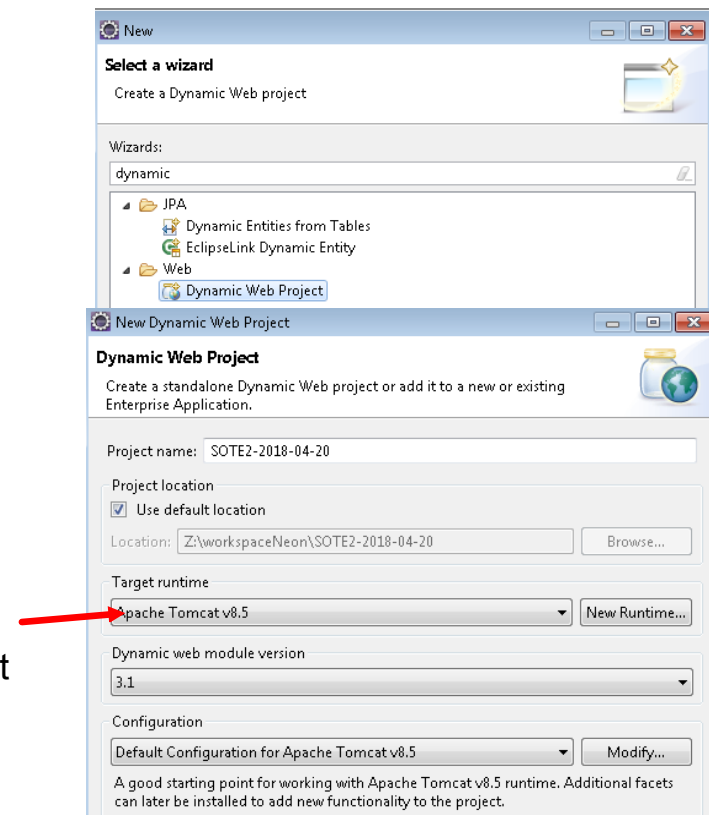 New
Select a wizard
Create a Dynamic Web project
Wizards:
dynamic
JPA
Dynamic Entities from Tables
EclipseLink Dynamic Entity
Web
Dynamic Web Project
New Dynamic Web Project
Dynamic Web Project
Create a standalone Dynamic Web project or add it to a new or existing
Enterprise Application.
Project name: SOTE2-2018-04-20
Project location
Use default location
Location: Z:\workspaceNeon\SOTE2-2018-04-20 Browse...
Target runtime
Apache Tomcat v8.5 New Runtime...
Dynamic web module version
t
3.1
Configuration
Default Configuration for Apache Tomcat v8.5 Modify...
A good starting point for working with Apache Tomcat v8.5 runtime. Additional facets
can later be installed to add new functionality to the project.